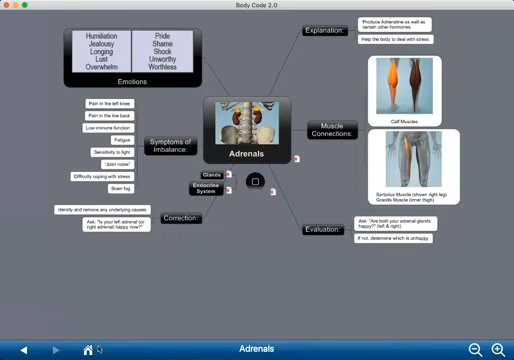 Body Code 2.0
Humiliation
Jealousy
Longing
Lust
Overwhelm
Pride
Shame
Shock
Unworthy
Worthless
Emotions
Explanation:
Produce Adrenaline as well as
certain other hormones
Help the body to deal with stress
Pain in the left knee
Pain in the low back
Low immune function
Fatigue
Sensitivity to light
"Joint noise"
Difficulty coping with stress
Brain fog
Symptoms of
Imbalance:
Adrenals
Muscle
Connections:
Calf Muscles
Sartorius Muscle (shown right leg)
Gracilis Muscle (inner thigh)
Glands
Endocrine
System
Identify and remove any underlying causes
Ask: "Is your left adrenal (or
right adrenal) happy now?"
Correction:
Evaluation:
Ask: "Are both your adrenal glands
happy?" (left & right)
If not, determine which is unhappy
Adrenals